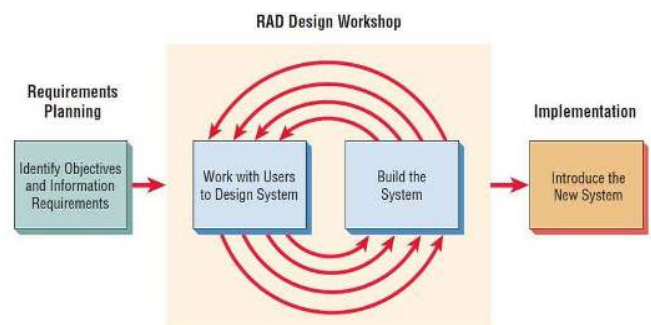 RAD Design Workshop
Requirements
Planning
Identify Objectives
and Information
Requirements
Work with Users
to Design System
Build the
System
Implementation
Introduce the
New System